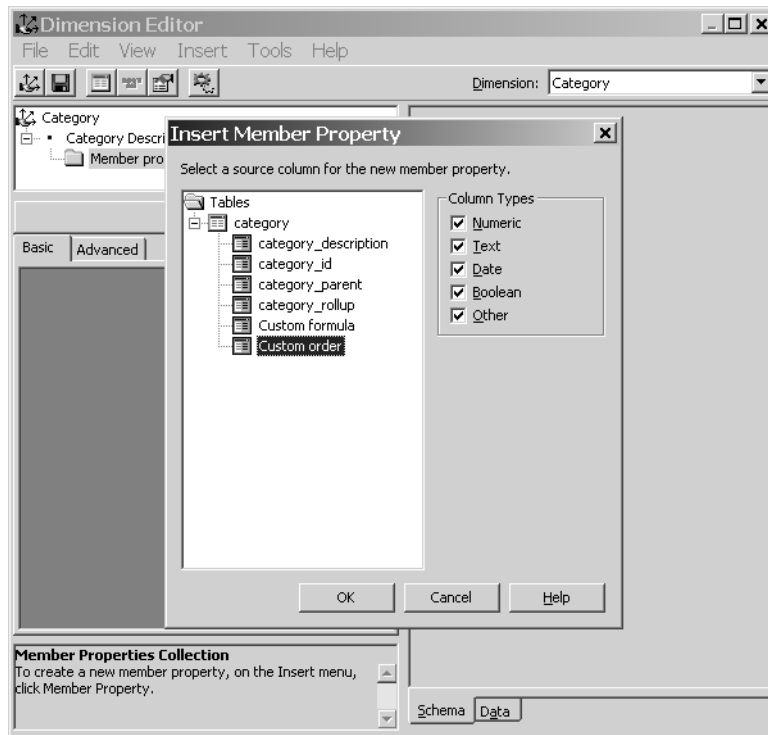 Dimension Editor
File Edit View Insert Tools Help
Dimension: Category
Category
Category Descri
Member pro
Basic Advanced
Insert Member Property
Select a source column for the new member property.
Tables
category
category_description
category_id
category_parent
category_rollup
Custom formula
Custom order
Column Types
Numeric
Text
Date
Boolean
Other
OK Cancel Help
Member Properties Collection
To create a new member property, on the Insert menu,
click Member Property.
Schema Data